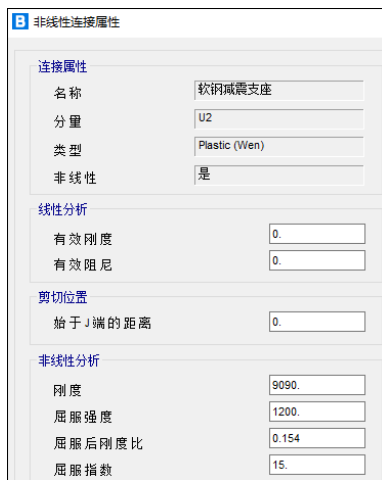 B 非线性连接属性
连接属性
名称 软钢减震支座
分量 U2
类型 Plastic (Wen)
非线性 是
线性分析
有效刚度 0.
有效阻尼 0.
剪切位置
始于J端的距离 0.
非线性分析
刚度 9090.
屈服强度 1200.
屈服后刚度比 0.154
屈服指数 15.